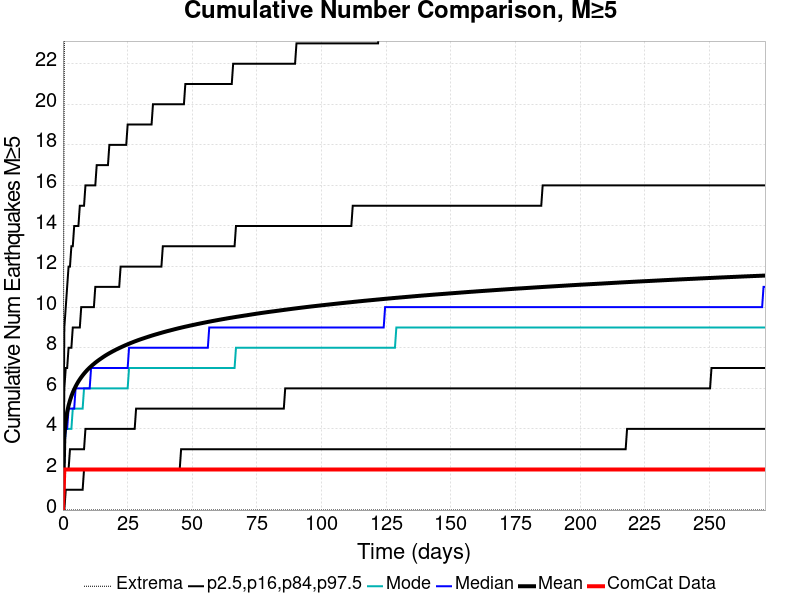 Cumulative Number Comparison, M≥5
Cumulative Num Earthquakes M≥5
22
20
18
16
14
12
10
8
6
4
2
0
0 25 50 75 100 125 150 175 200 225 250
Time (days)
Extrema p2.5,p16,p84,p97.5 Mode Median Mean ComCat Data